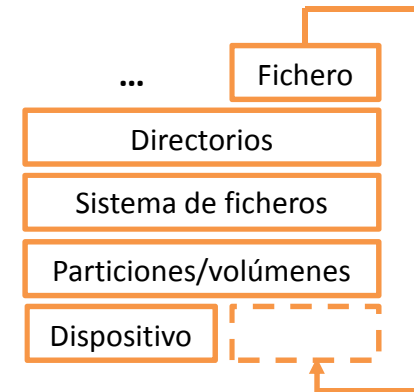 ... Fichero
Directorios
Sistema de ficheros
Particiones/volúmenes
Dispositivo